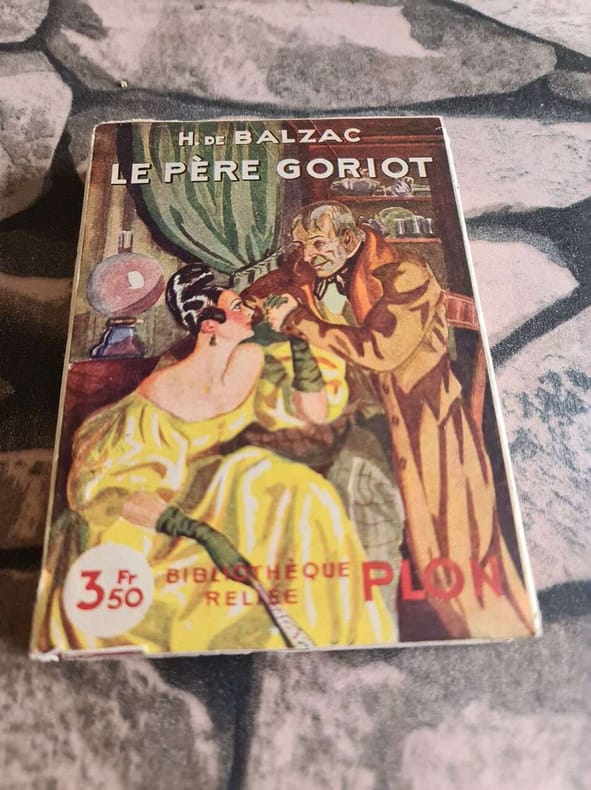 H. DE BALZAC
LE PÈRE GORIOT
3 Fr 50
BIBLIOTHÈQUE
RELIÉE
PLON